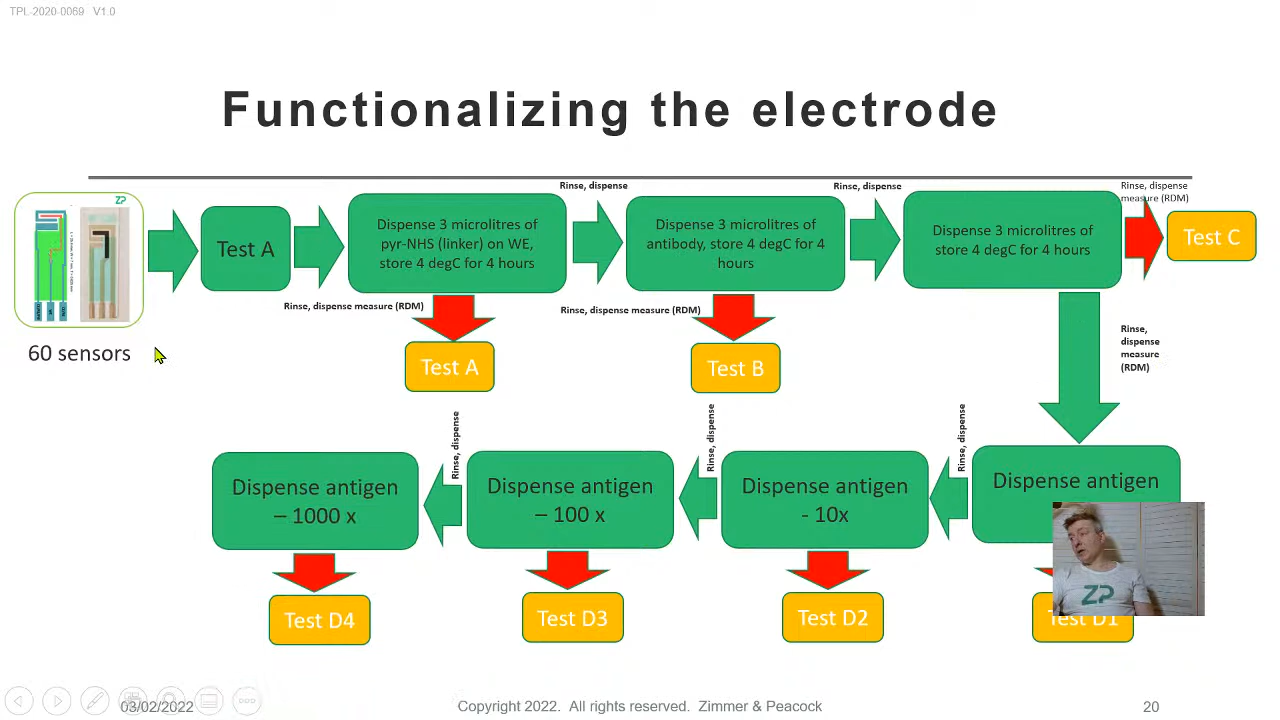 TPL-2020-0069 V1.0
Functionalizing the electrode
ZP
60 sensors
Test A
Dispense 3 microlitres of
pyr-NHS (linker) on WE,
store 4 degC for 4 hours
Rinse, dispense
Dispense 3 microlitres of
antibody, store 4 degC for 4
hours
Rinse, dispense
Dispense 3 microlitres of
store 4 degC for 4 hours
Rinse, dispense
measure (RDM)
Test C
Rinse, dispense measure (RDM)
Test A
Rinse, dispense measure (RDM)
Test B
Rinse,
dispense
measure
(RDM)
Dispense antigen
Rinse, dispense
Dispense antigen
- 10x
Rinse, dispense
Dispense antigen
– 100 x
Rinse, dispense
Dispense antigen
– 1000 x
Test D4
Test D3
Test D2
Test D1
ZP
03/02/2022
Copyright 2022. All rights reserved. Zimmer & Peacock
20